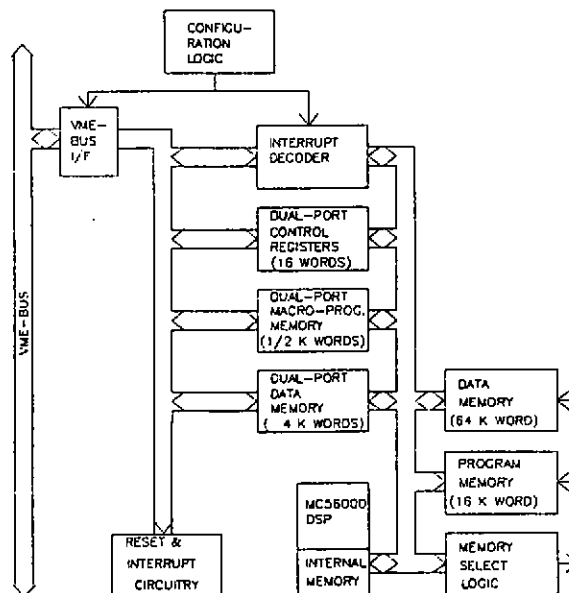 CONFIGU-
RATION
LOGIC
VME-
BUS
I/F
INTERRUPT
DECODER
DUAL-PORT
CONTROL
REGISTERS
(16 WORDS)
DUAL-PORT
MACRO-PROG.
MEMORY
(1/2 K WORDS)
VME-BUS
DUAL-PORT
DATA
MEMORY
( 4 K WORDS)
DATA
MEMORY
(64 K WORD)
PROGRAM
MEMORY
(16 K WORD)
MC56000
DSP
INTERNAL
MEMORY
RESET &
INTERRUPT
CIRCUITRY
MEMORY
SELECT
LOGIC